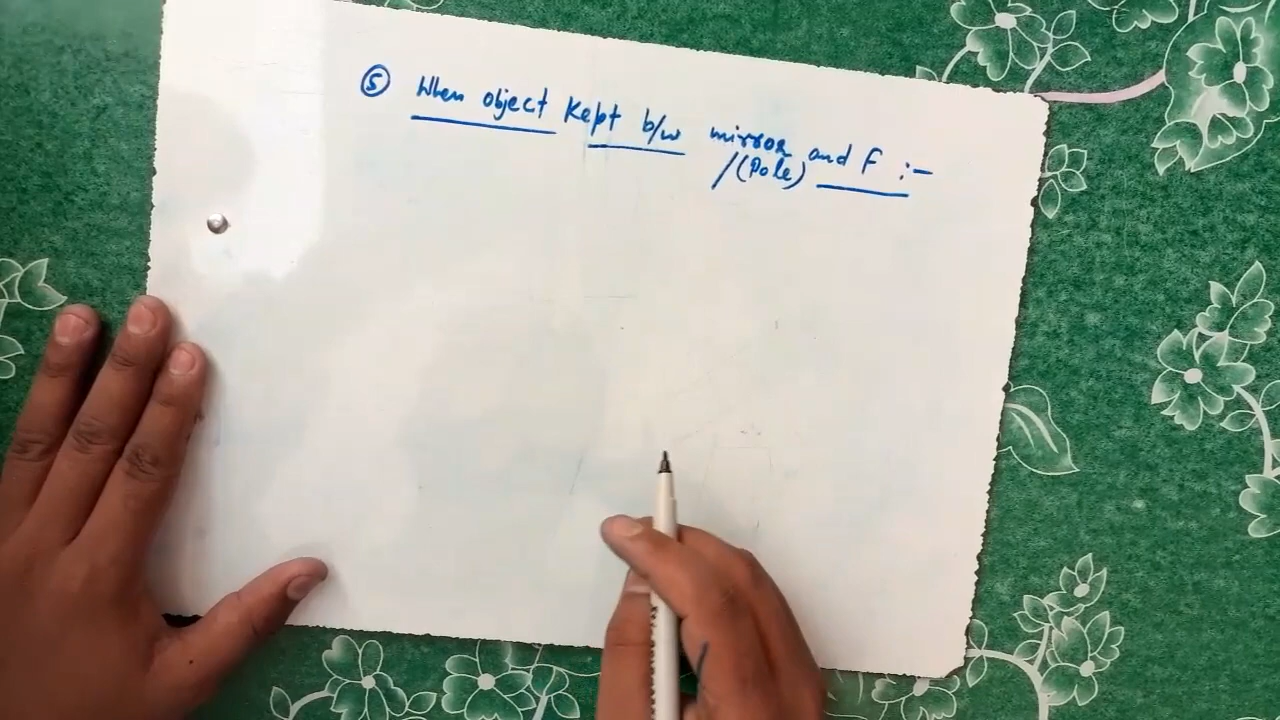 ⑤ When object kept b/w mirror and F :-
/(Pole)